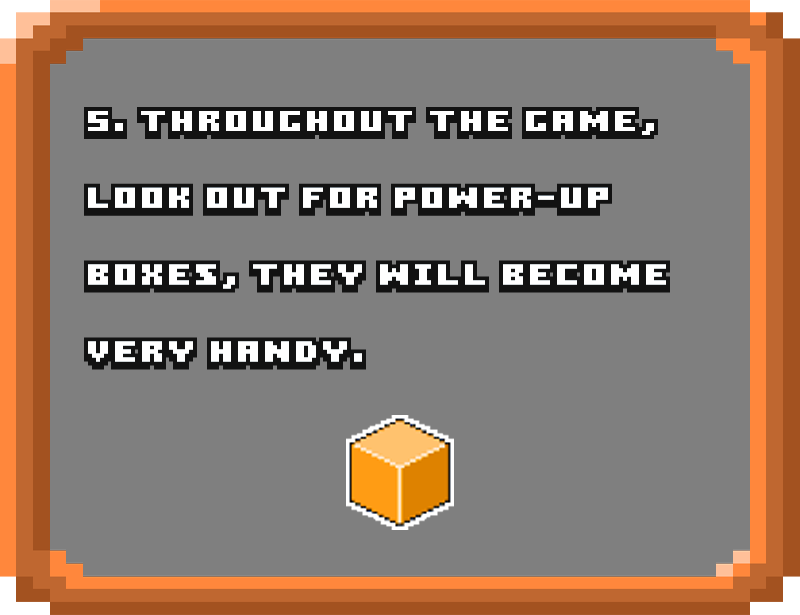 5. THROUGHOUT THE GAME,
LOOK OUT FOR POWER-UP
BOXES, THEY WILL BECOME
VERY HANDY.